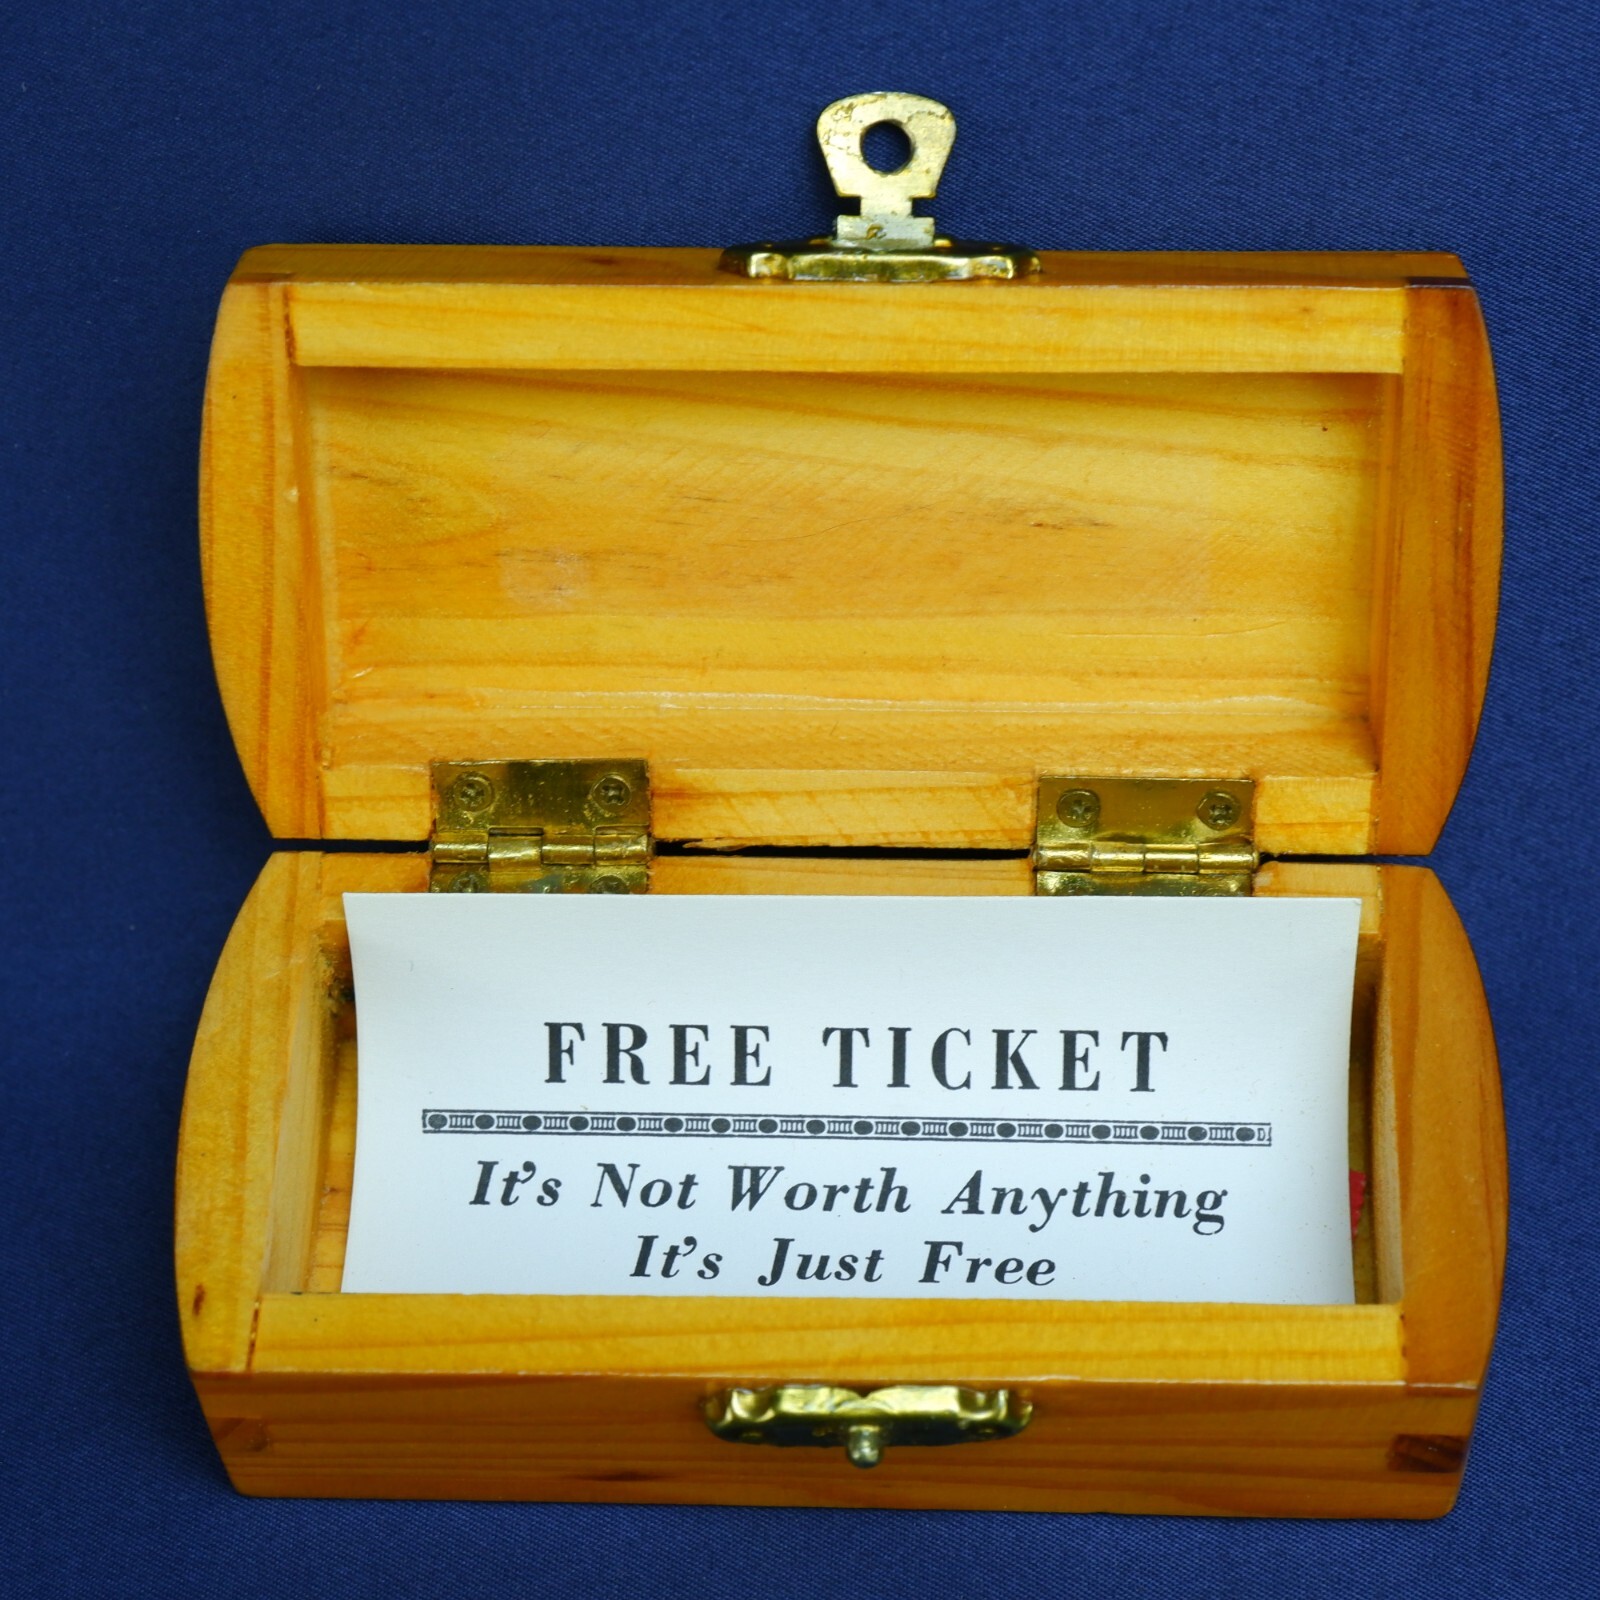 FREE TICKET
It's Not Worth Anything
It's Just Free